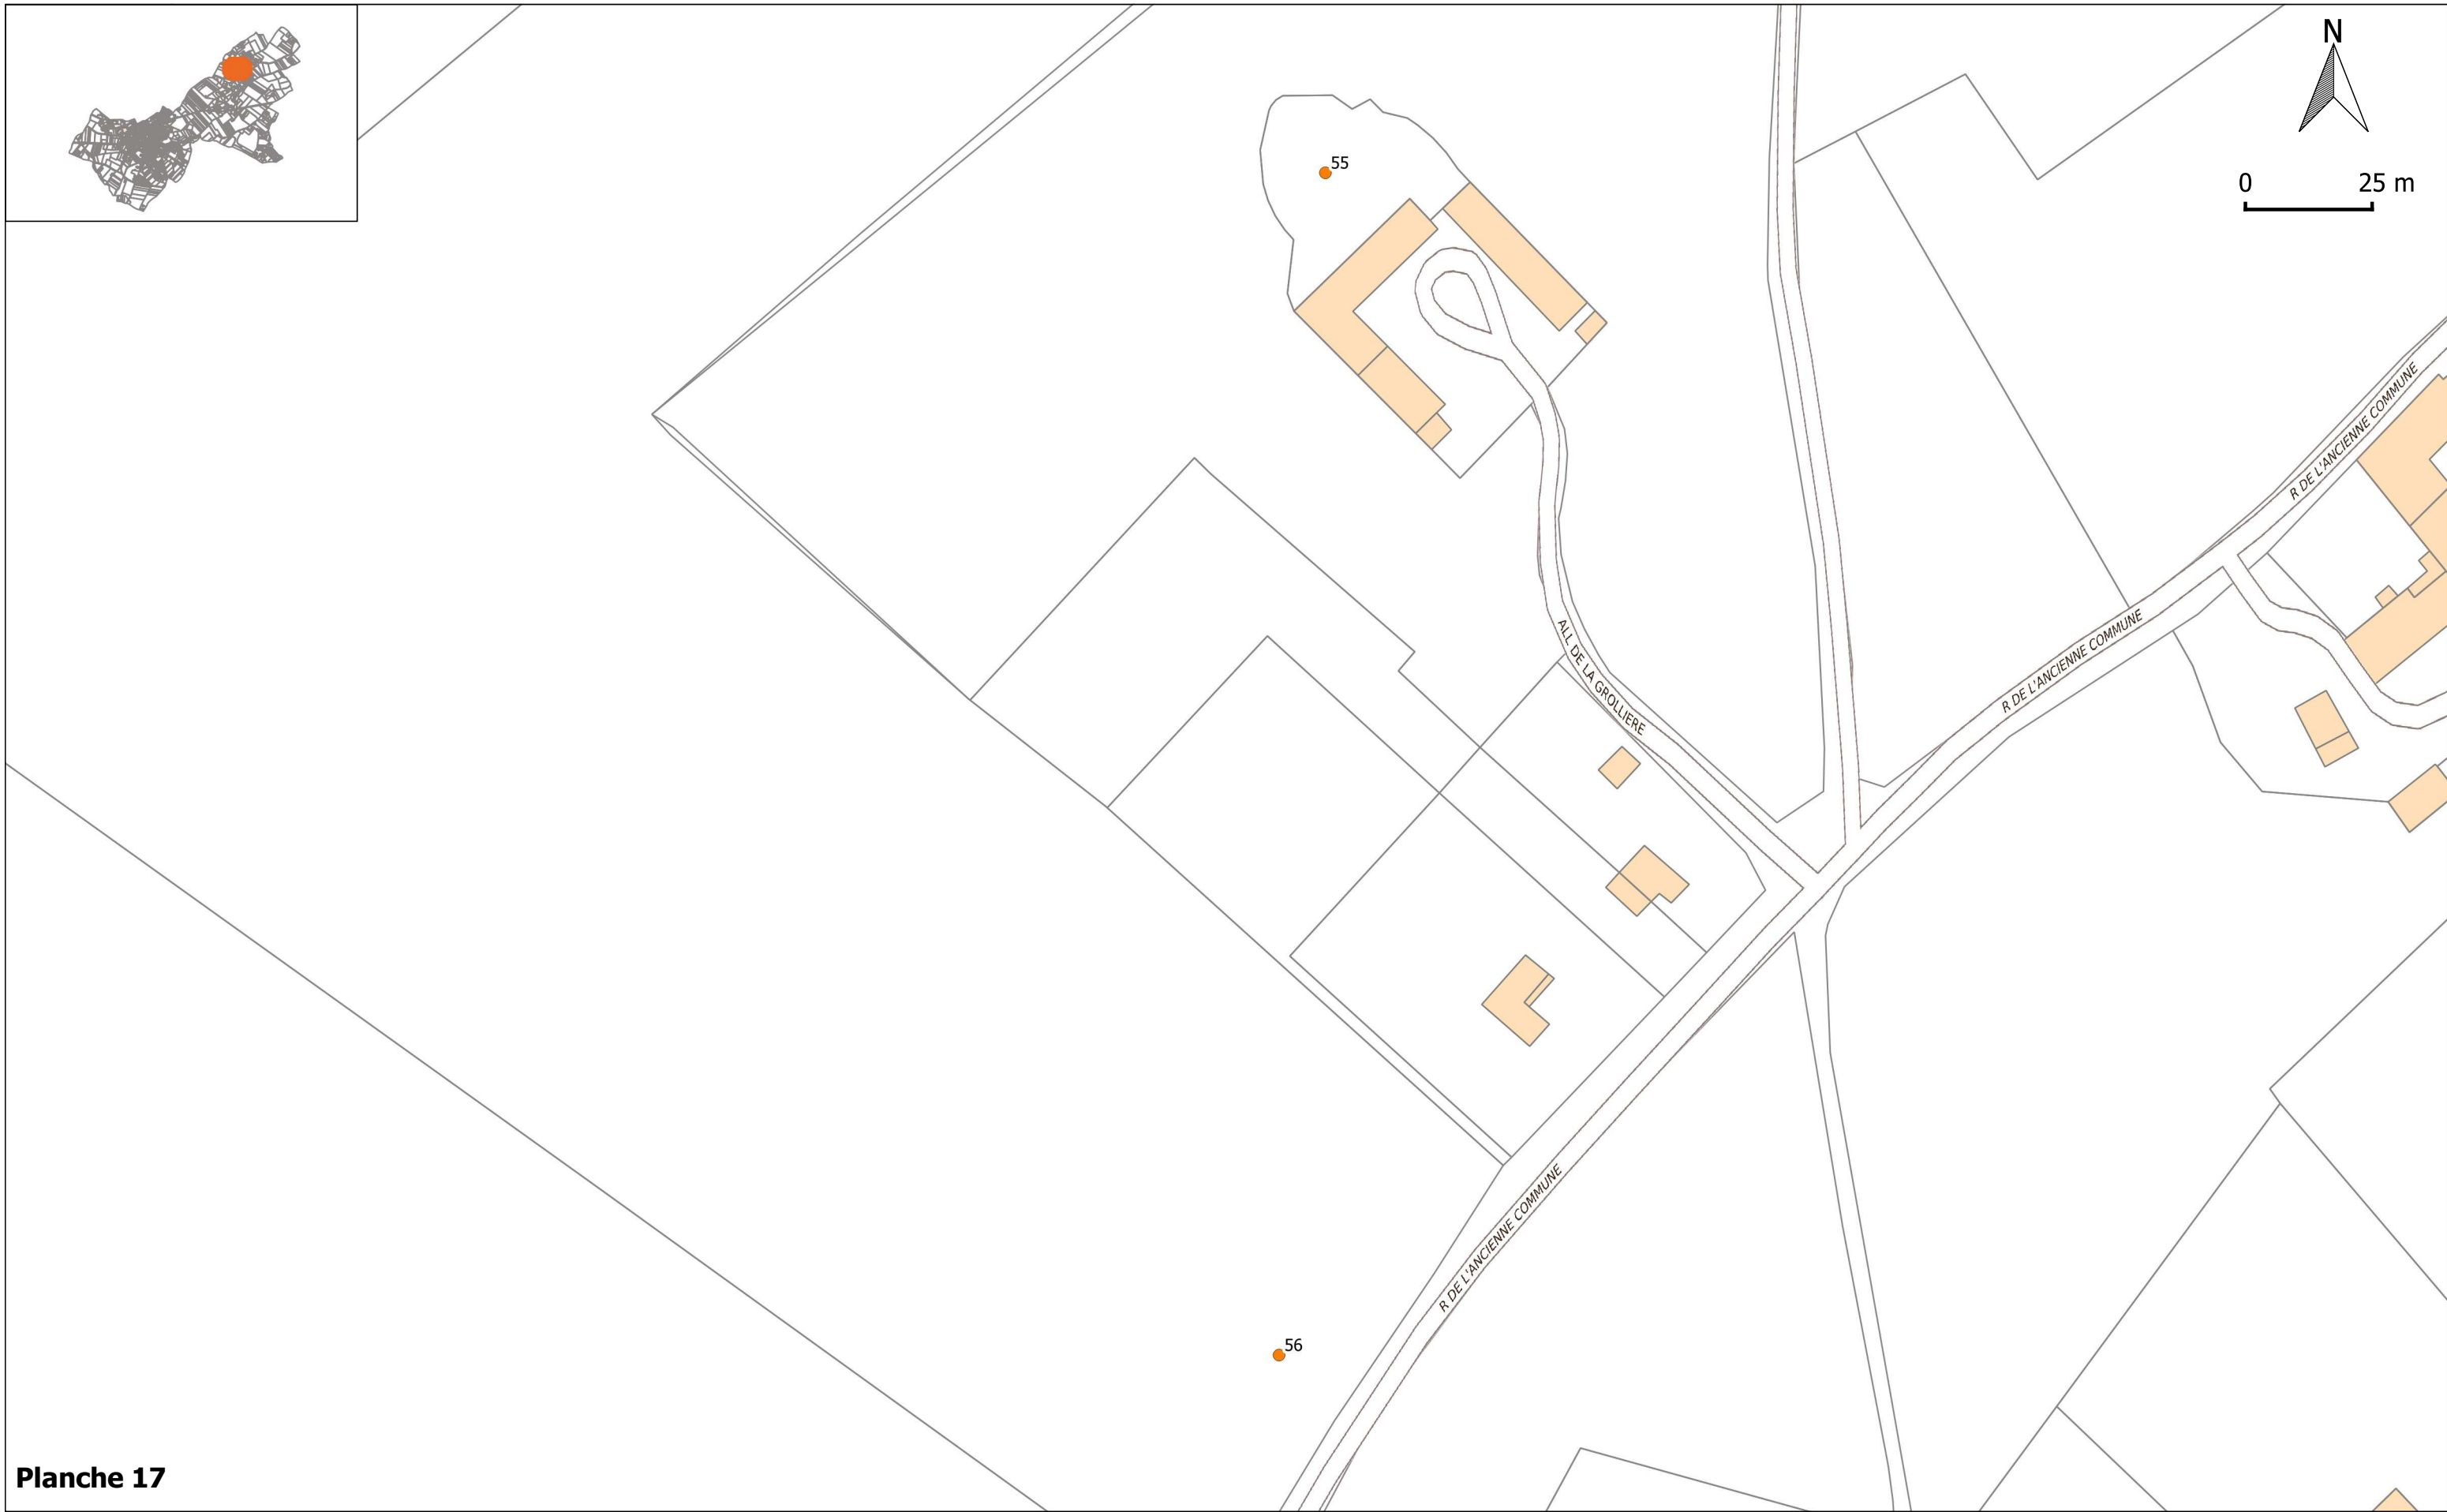 N
0 25 m
55
R DE L'ANCIENNE COMMUNE
R DE L'ANCIENNE COMMUNE
ALL DE LA GROLLIERE
R DE L'ANCIENNE COMMUNE
56
Planche 17